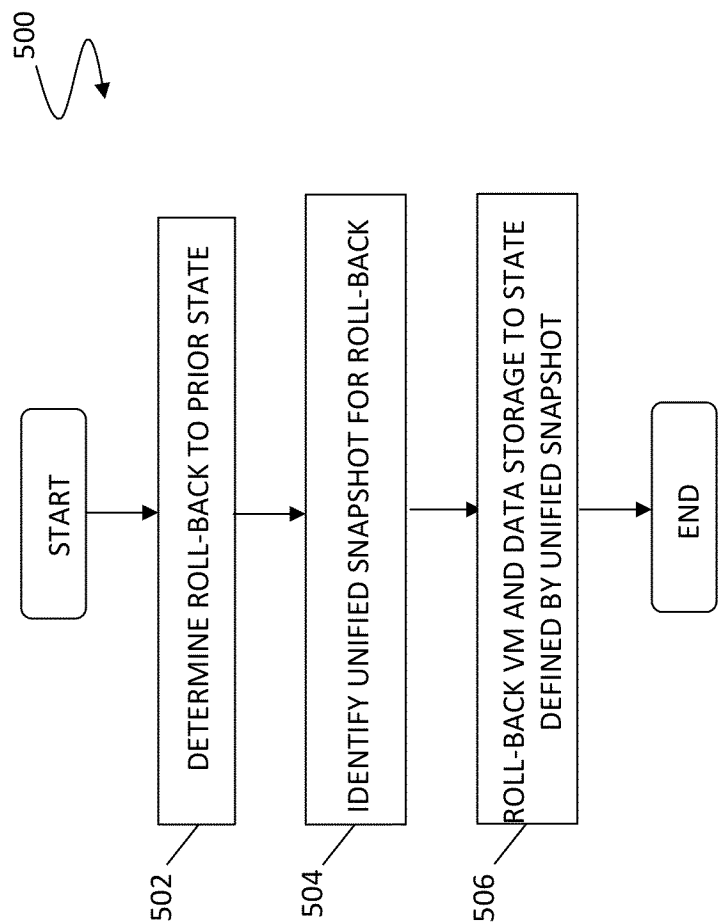 500
START
DETERMINE ROLL-BACK TO PRIOR STATE
502
IDENTIFY UNIFIED SNAPSHOT FOR ROLL-BACK
504
ROLL-BACK VM AND DATA STORAGE TO STATE
DEFINED BY UNIFIED SNAPSHOT
506
END